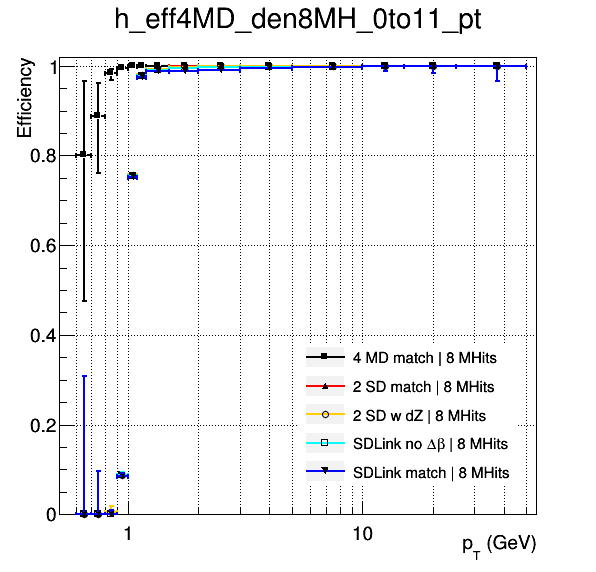 h_eff4MD_den8MH_0to11_pt
Efficiency
1
0.8
0.6
0.4
0.2
0
4 MD match | 8 MHits
2 SD match | 8 MHits
2 SD w dZ | 8 MHits
SDLink no Δβ | 8 MHits
SDLink match | 8 MHits
1 10
p_T (GeV)